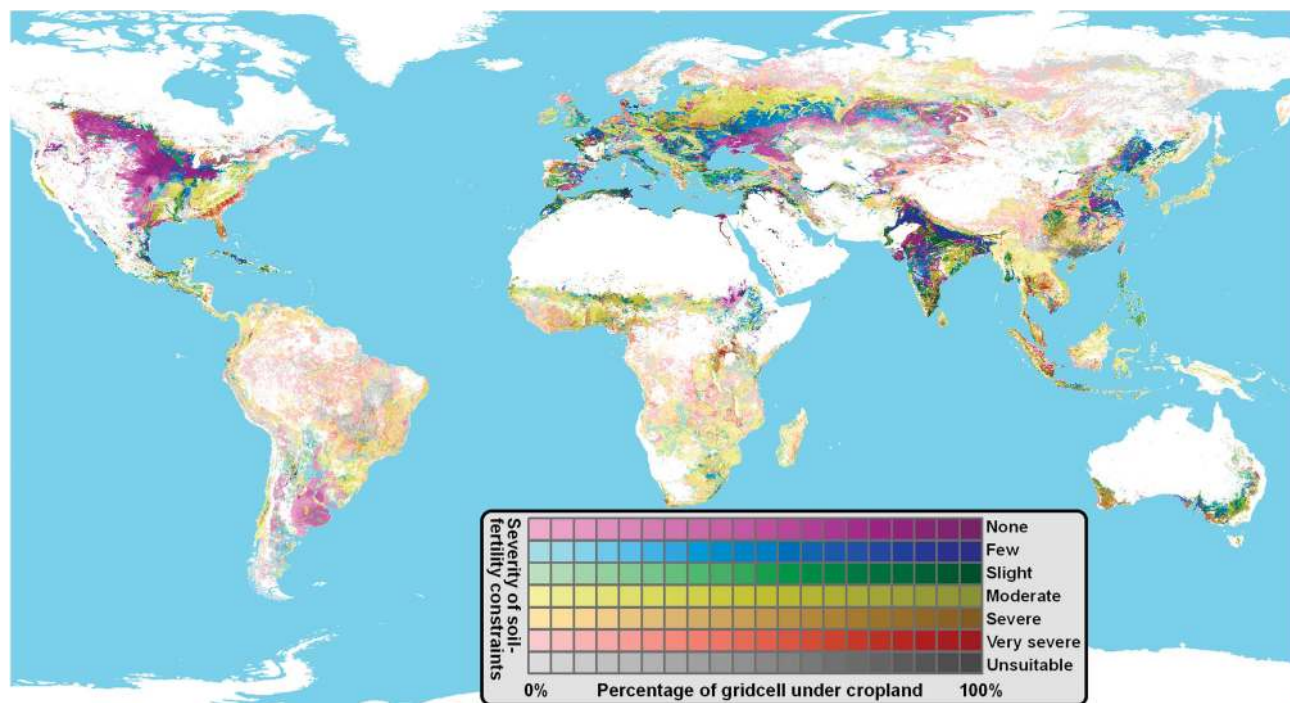 Severity of soil-
fertility constraints
None
Few
Slight
Moderate
Severe
Very severe
Unsuitable
0% Percentage of gridcell under cropland 100%